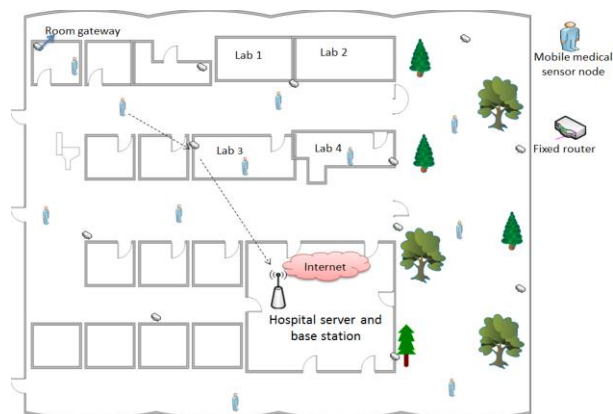 Room gateway
Lab 1
Lab 2
Mobile medical
sensor node
Lab 3
Lab 4
Fixed router
Internet
Hospital server and
base station